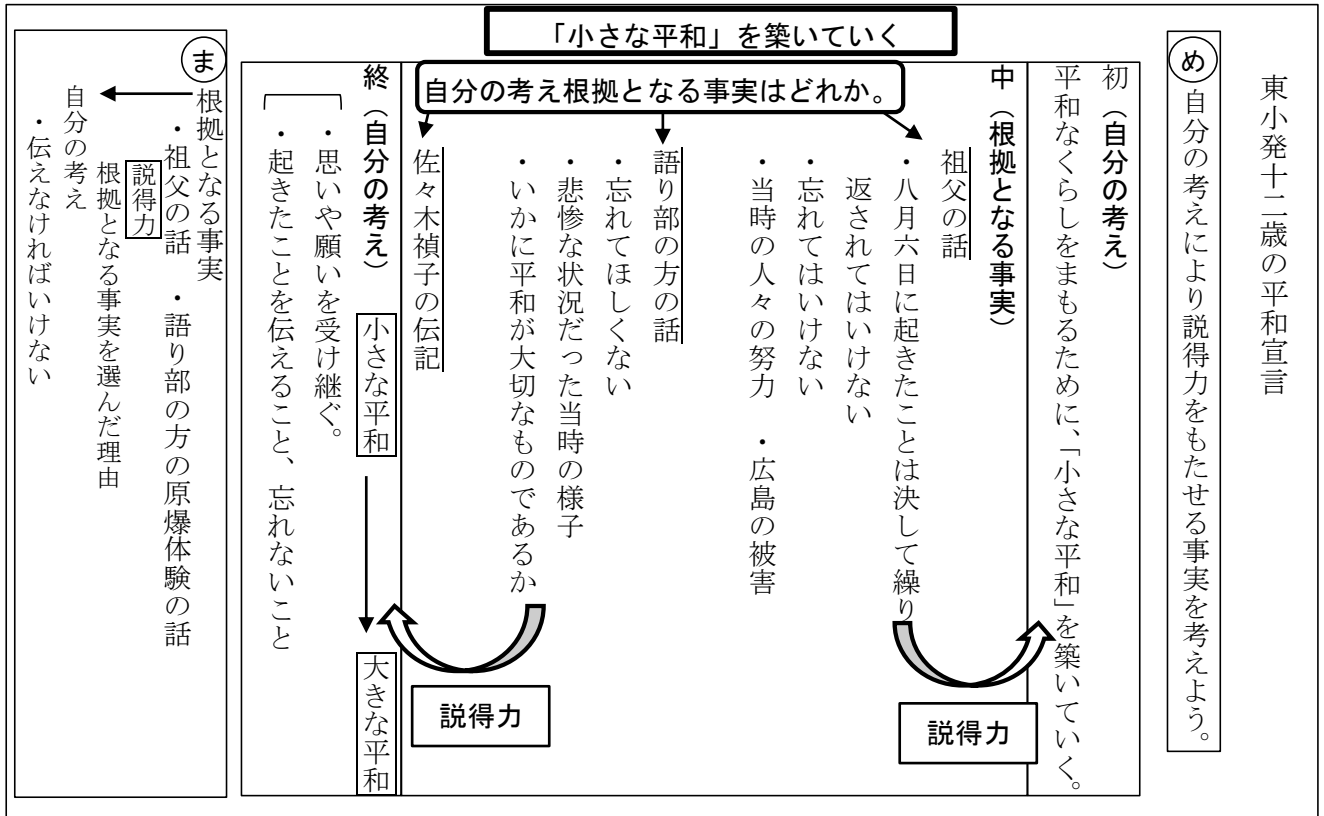 東小発十二歳の平和宣言
め 自分の考えにより説得力をもたせる事実を考えよう。
「小さな平和」を築いていく
初（自分の考え）
平和なくらしをまもるために、「小さな平和」を築いていく。
中（根拠となる事実）
自分の考え根拠となる事実はどれか。
祖父の話
・八月六日に起きたことは決して繰り
返されてはいけない
・忘れてはいけない
・当時の人々の努力　・広島の被害
語り部の方の話
・忘れてほしくない
・悲惨な状況だった当時の様子
・いかに平和が大切なものであるか
佐々木禎子の伝記
説得力
説得力
終（自分の考え）　小さな平和　大きな平和
・思いや願いを受け継ぐ。
・起きたことを伝えること、忘れないこと
ま 根拠となる事実
・祖父の話　・語り部の方の原爆体験の話
説得力
根拠となる事実を選んだ理由
自分の考え
・伝えなければいけない